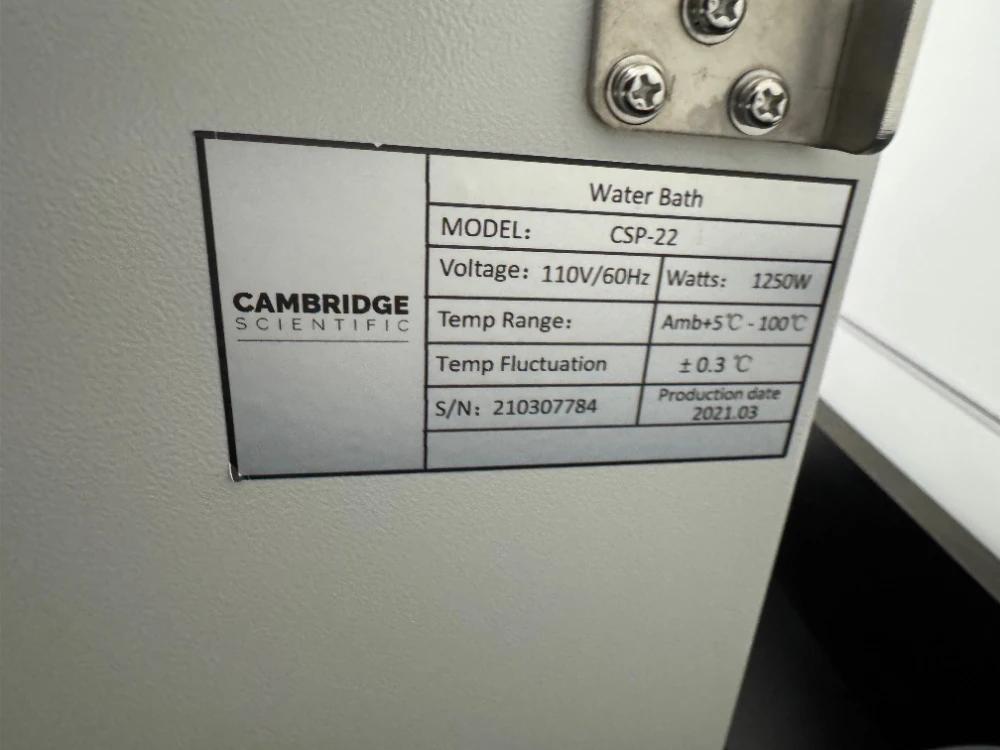 CAMBRIDGE
SCIENTIFIC
Water Bath
MODEL: CSP-22
Voltage: 110V/60Hz Watts: 1250W
Temp Range: Amb+5℃ - 100℃
Temp Fluctuation ± 0.3 ℃
S/N: 210307784 Production date
2021.03